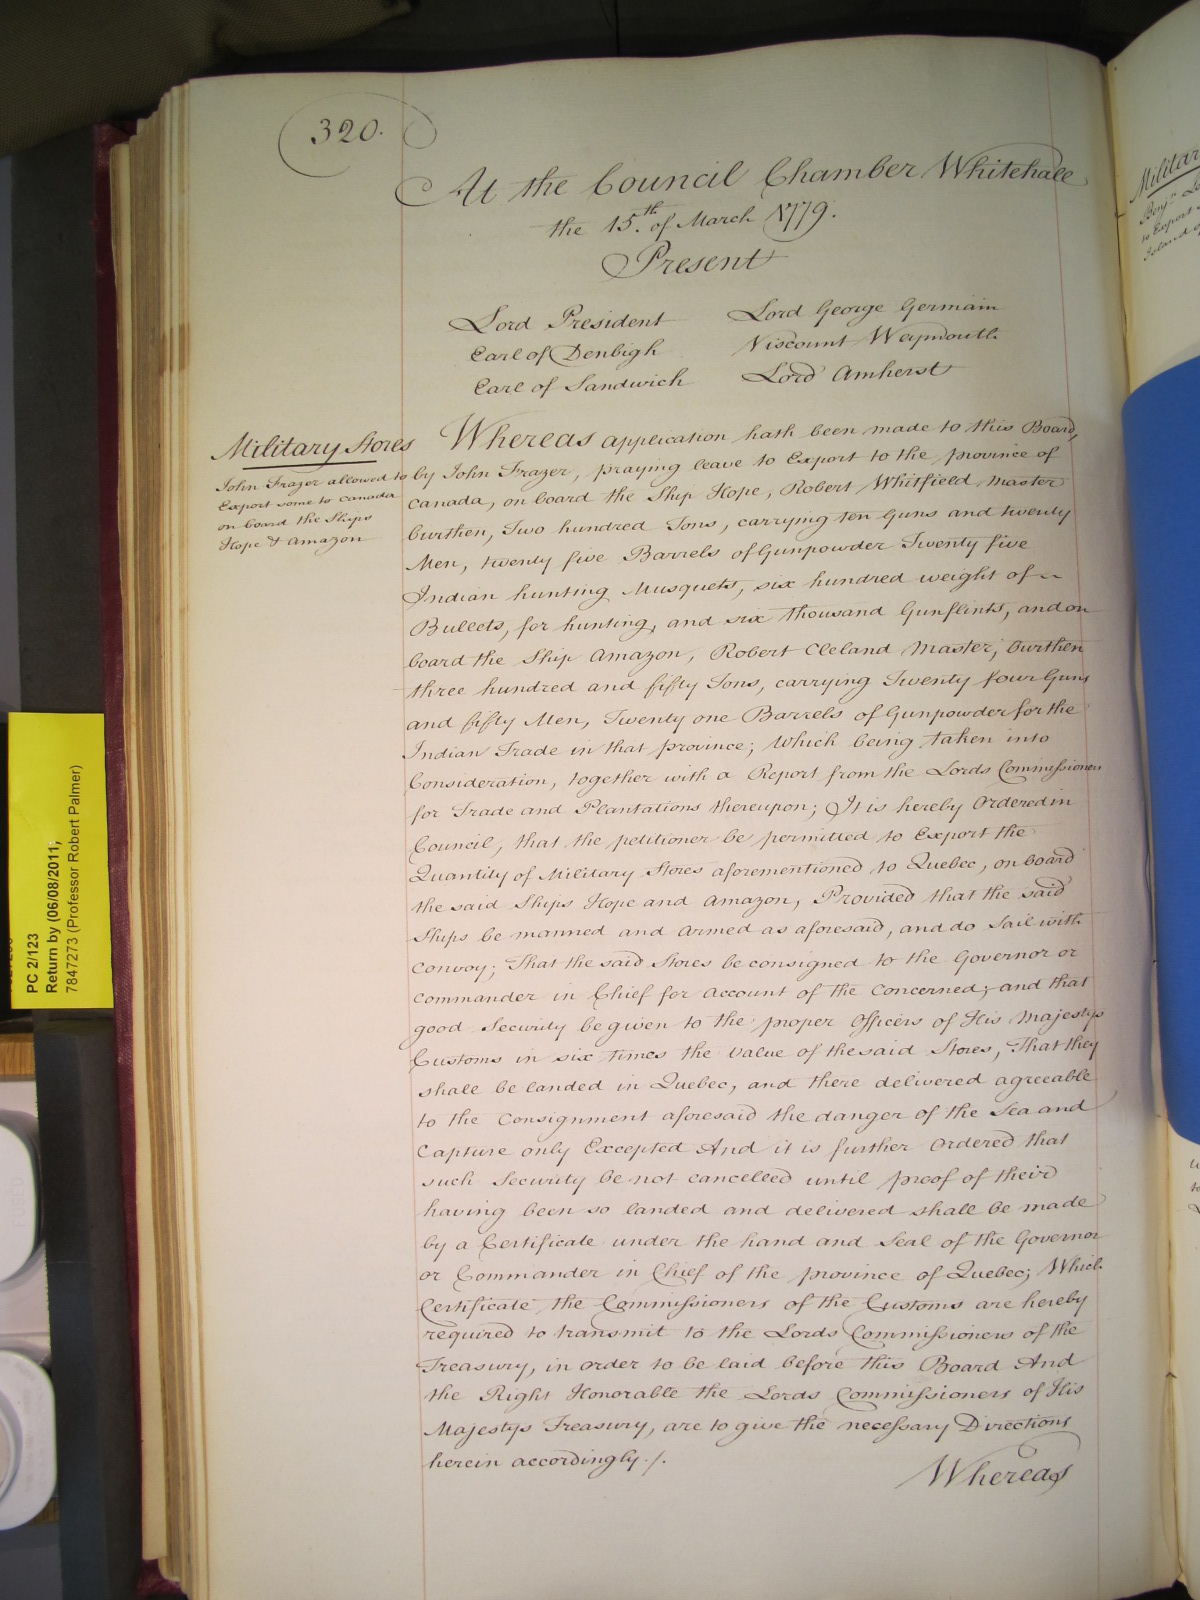 320.
At the Council Chamber Whitehall
the 15.th of March 1779.
Present
Lord President Lord George Germain
Earl of Denbigh Viscount Weymouth
Earl of Sandwich Lord Amherst
Military Stores
John Frazer allowed to
Export some to Canada
on board the Ships
Hope & Amazon
Whereas application hath been made to this Board,
by John Frazer, praying leave to Export to the province of
Canada, on board the Ship Hope, Robert Whitfield, Master
burthen, Two hundred Tons, carrying ten Guns and twenty
Men, twenty five Barrels of Gunpowder Twenty five
Indian hunting Musquets, six hundred weight of
Bullets, for hunting, and six thousand Gunflints, and on
board the Ship Amazon, Robert Cleland Master, burthen
three hundred and fifty Tons, carrying Twenty four Guns
and fifty Men, Twenty one Barrels of Gunpowder for the
Indian Trade in that province; Which being taken into
Consideration, together with a Report from the Lords Commissioners
for Trade and Plantations thereupon; It is hereby Ordered in
Council, that the petitioner be permitted to Export the
Quantity of Military Stores aforementioned to Quebec, on board
the said Ships Hope and Amazon, Provided that the said
Ships be manned and armed as aforesaid, and do Sail with
Convoy; That the said Stores be consigned to the Governor or
Commander in Chief for Account of the Concerned; and that
good Security be given to the proper Officers of His Majestys
Customs in six times the value of the said Stores, That they
shall be landed in Quebec, and there delivered agreeable
to the Consignment aforesaid the danger of the Sea and
Capture only Excepted And it is further Ordered that
such Security be not cancelled until proof of their
having been so landed and delivered shall be made
by a Certificate under the hand and Seal of the Governor
or Commander in Chief of the province of Quebec; Which
Certificate the Commissioners of the Customs are hereby
required to transmit to the Lords Commissioners of the
Treasury, in order to be laid before this Board And
the Right Honorable the Lords Commissioners of His
Majestys Treasury, are to give the necessary Directions
herein accordingly./.
Whereas
PC 2/123
Return by (06/08/2011;
7847273 (Professor Robert Palmer)